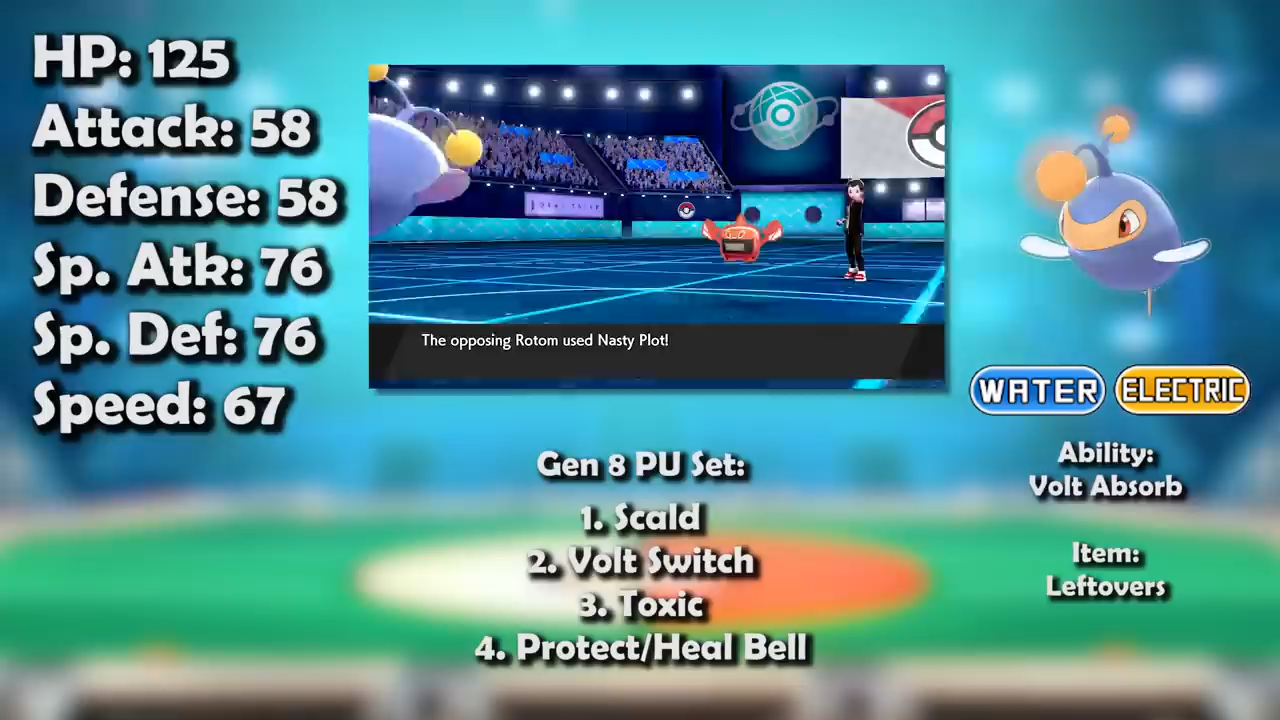 HP: 125
Attack: 58
Defense: 58
Sp. Atk: 76
Sp. Def: 76
Speed: 67
The opposing Rotom used Nasty Plot!
WATER ELECTRIC
Ability:
Volt Absorb
Item:
Leftovers
Gen 8 PU Set:
1. Scald
2. Volt Switch
3. Toxic
4. Protect/Heal Bell